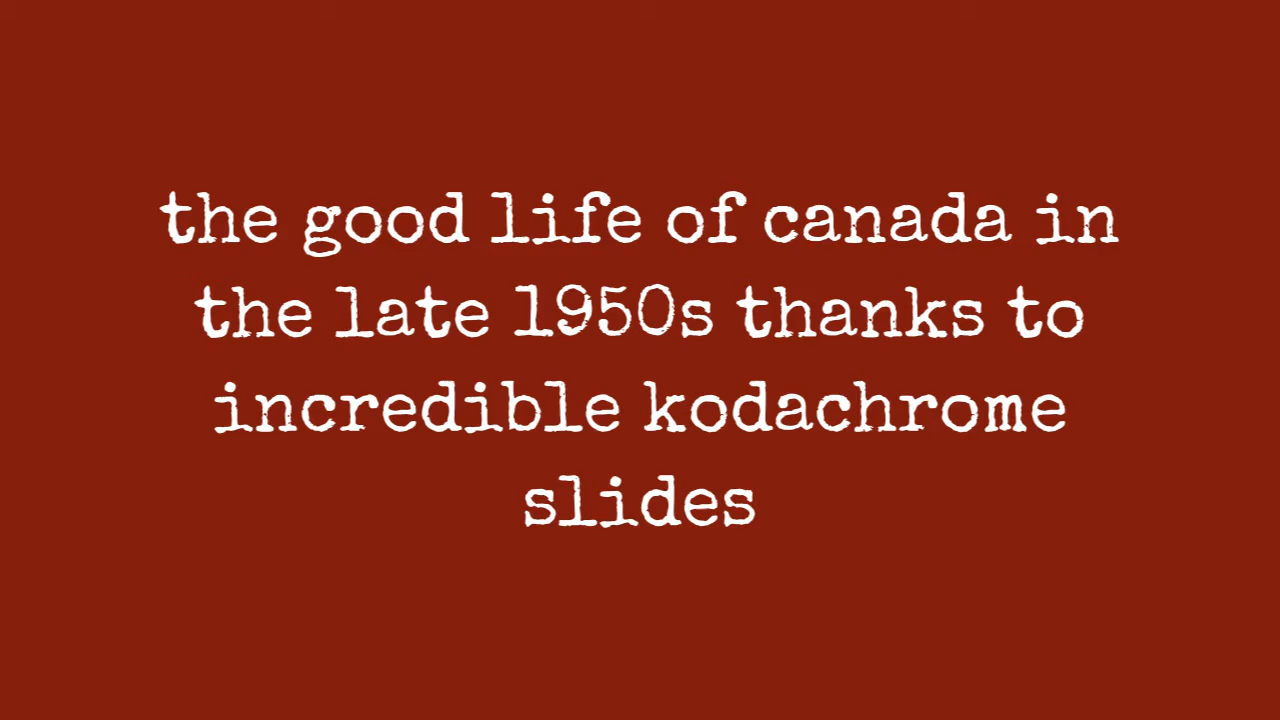 the good life of canada in
the late 1950s thanks to
incredible kodachrome
slides